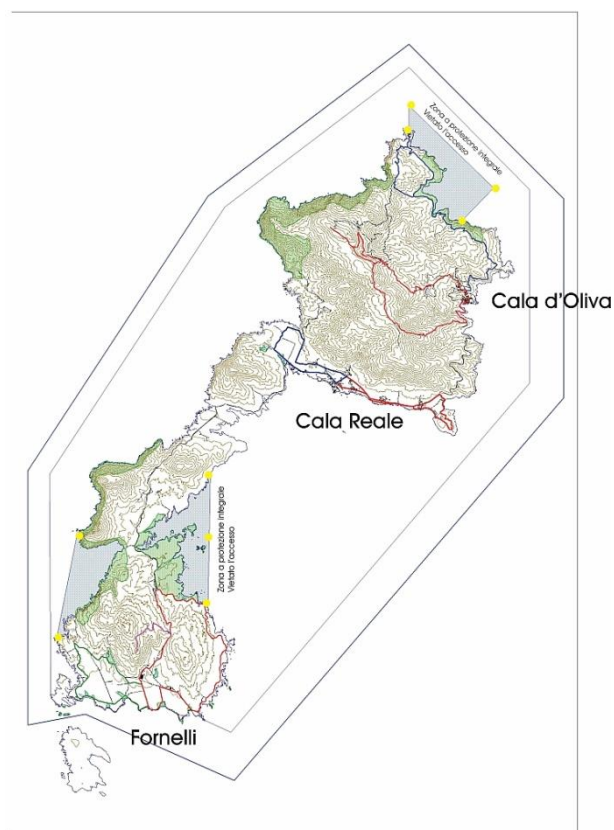 Zona a protezione integrale
Vietato l'accesso
Cala d'Oliva
Cala Reale
Zona a protezione integrale
Vietato l'accesso
Fornelli